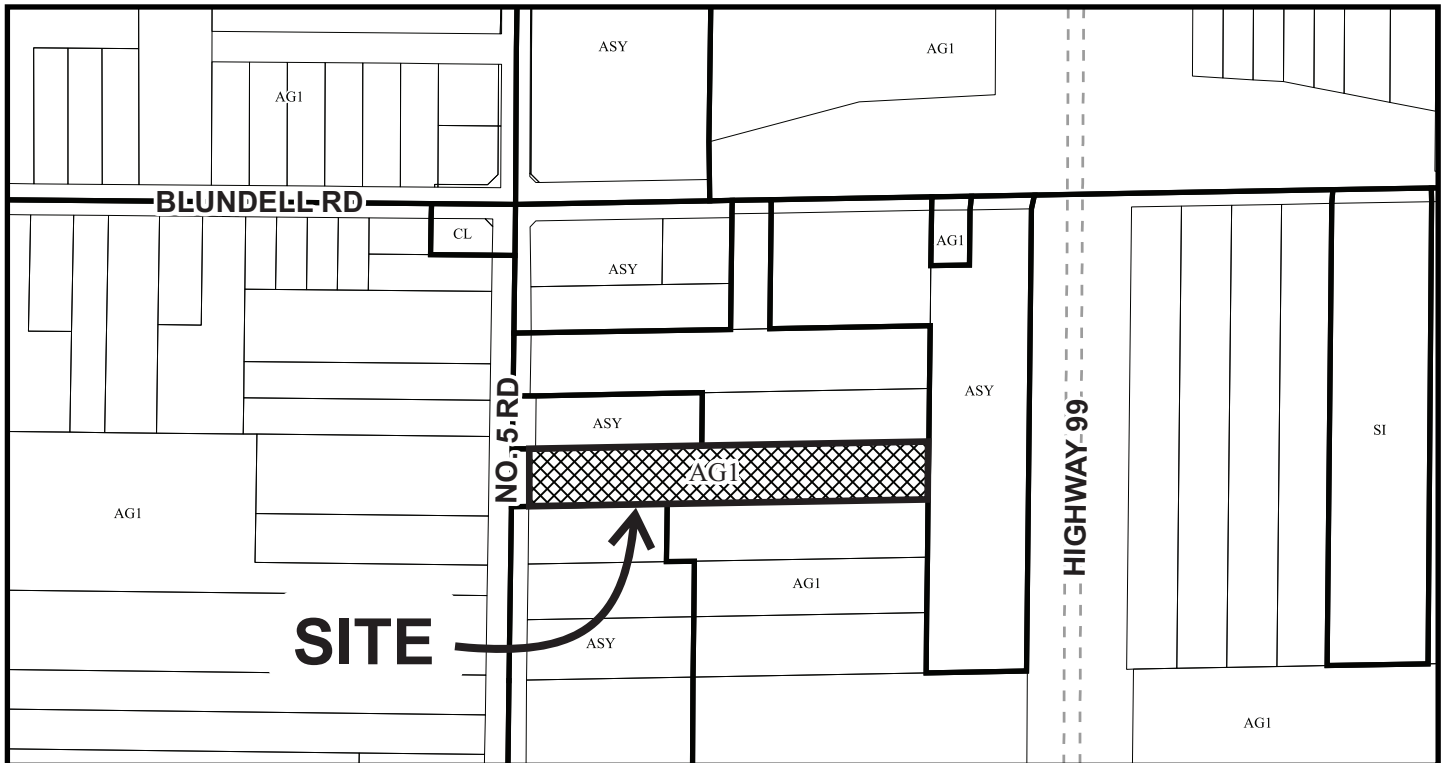 ASY
AG1
AG1
BLUNDELL RD
CL
AG1
ASY
ASY
NO. 5 RD
HIGHWAY 99
ASY
SI
AG1
AG1
AG1
SITE
ASY
AG1